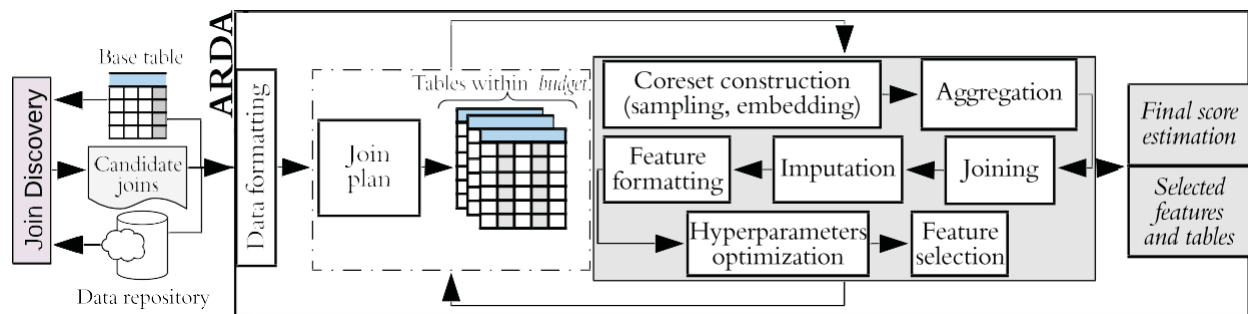 Join Discovery
Base table
Candidate
joins
Data repository
ARDA
Data formatting
Join
plan
Tables within budget
Coreset construction
(sampling, embedding)
Aggregation
Feature
formatting
Imputation
Joining
Hyperparameters
optimization
Feature
selection
Final score
estimation
Selected
features
and tables